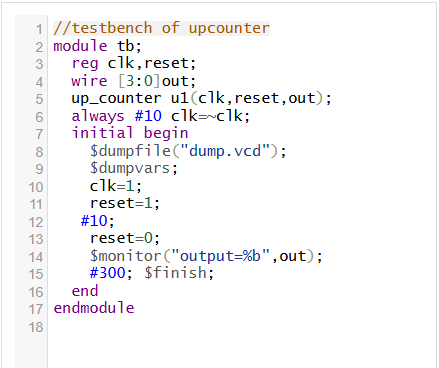 1 //testbench of upcounter
2 module tb;
3 reg clk,reset;
4 wire [3:0]out;
5 up_counter u1(clk,reset,out);
6 always #10 clk=~clk;
7 initial begin
8 $dumpfile("dump.vcd");
9 $dumpvars;
10 clk=1;
11 reset=1;
12 #10;
13 reset=0;
14 $monitor("output=%b",out);
15 #300; $finish;
16 end
17 endmodule
18